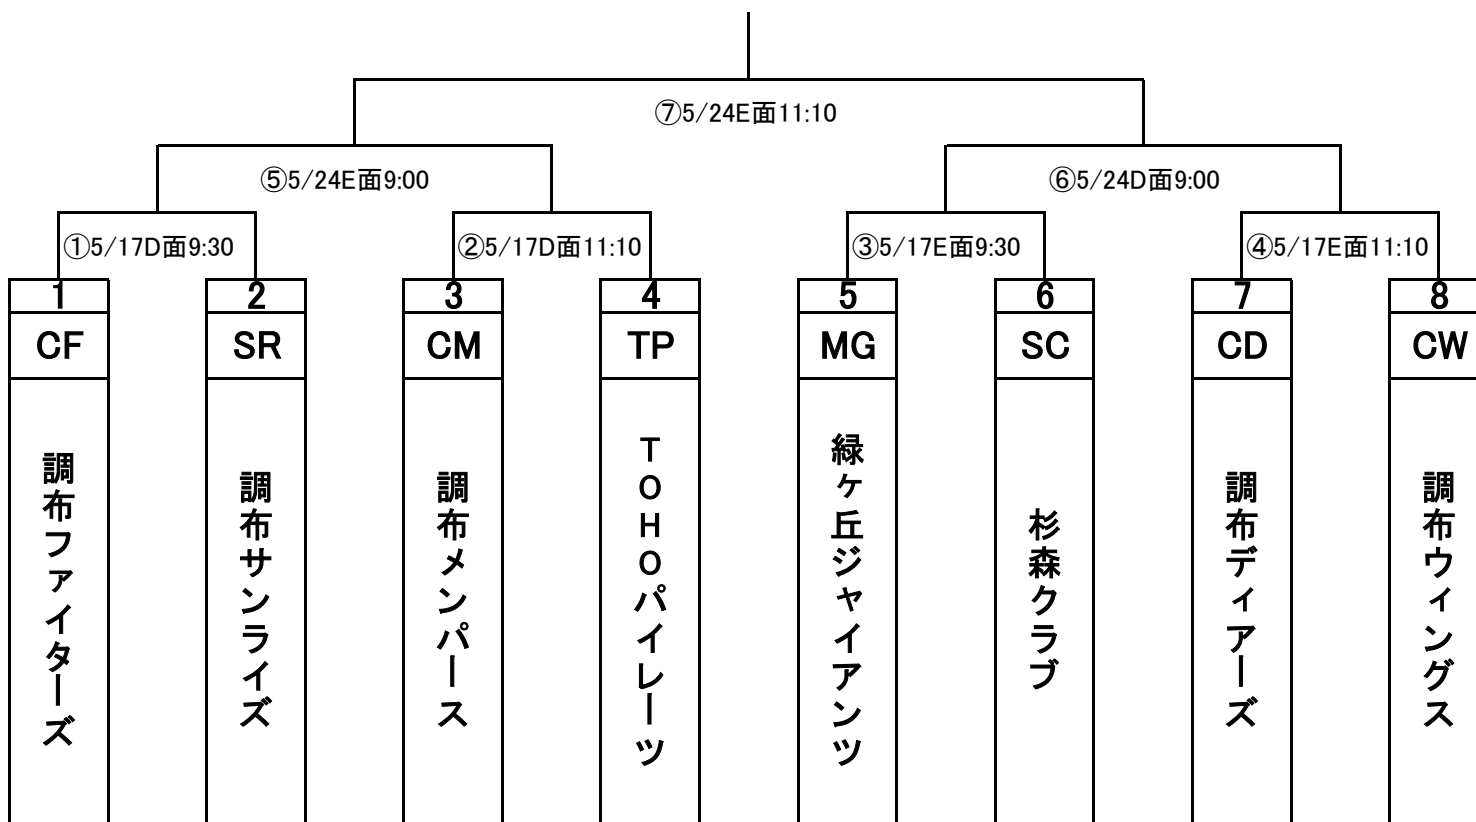 ⑦5/24E面11:10
⑤5/24E面9:00
⑥5/24D面9:00
①5/17D面9:30
②5/17D面11:10
③5/17E面9:30
④5/17E面11:10
1
2
3
4
5
6
7
8
CF
SR
CM
TP
MG
SC
CD
CW
調布ファイターズ
調布サンライズ
調布メンパース
TOHOパイレーツ
緑ヶ丘ジャイアンツ
杉森クラブ
調布ディアーズ
調布ウィングス